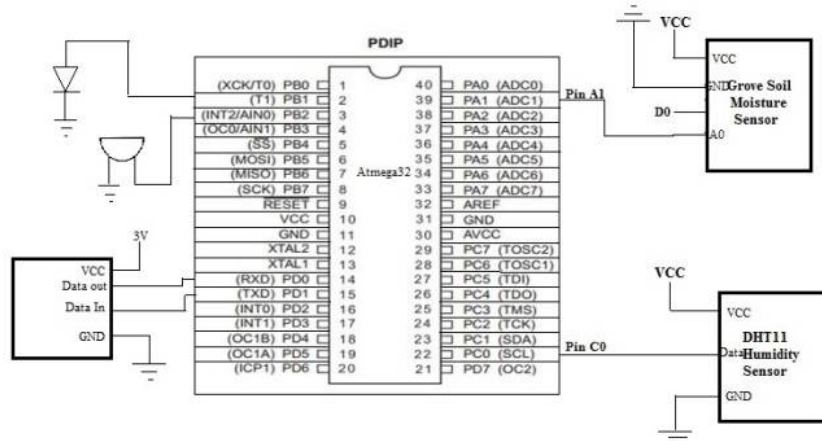 PDIP
(XCK/T0) PB0 1
(T1) PB1 2
(INT2/AIN0) PB2 3
(OC0/AIN1) PB3 4
(SS) PB4 5
(MOSI) PB5 6
(MISO) PB6 7
(SCK) PB7 8
RESET 9
VCC 10
GND 11
XTAL2 12
XTAL1 13
(RXD) PD0 14
(TXD) PD1 15
(INT0) PD2 16
(INT1) PD3 17
(OC1B) PD4 18
(OC1A) PD5 19
(ICP1) PD6 20
Atmega32
40 PA0 (ADC0)
39 PA1 (ADC1)
38 PA2 (ADC2)
37 PA3 (ADC3)
36 PA4 (ADC4)
35 PA5 (ADC5)
34 PA6 (ADC6)
33 PA7 (ADC7)
32 AREF
31 GND
30 AVCC
29 PC7 (TOSC2)
28 PC6 (TOSC1)
27 PC5 (TDI)
26 PC4 (TDO)
25 PC3 (TMS)
24 PC2 (TCK)
23 PC1 (SDA)
22 PC0 (SCL)
21 PD7 (OC2)
3V
VCC
Data out
Data In
GND
Pin A1
VCC
VCC
GND
Grove Soil
Moisture
Sensor
D0
A0
Pin C0
VCC
VCC
DHT11
Data
Humidity
Sensor
GND